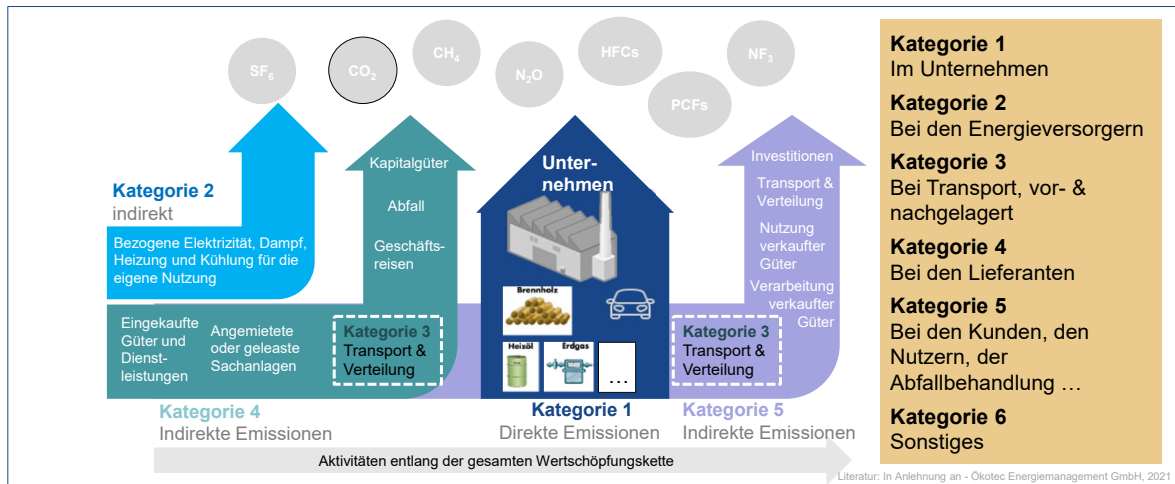 SF6
CO2
CH4
N2O
HFCs
PCFs
NF3
Kategorie 2
indirekt
Bezogene Elektrizität, Dampf,
Heizung und Kühlung für die
eigene Nutzung
Kapitalgüter
Abfall
Geschäfts-
reisen
Eingekaufte
Güter und
Dienst-
leistungen
Angemietete
oder geleaste
Sachanlagen
Kategorie 3
Transport &
Verteilung
Kategorie 4
Indirekte Emissionen
Unter-
nehmen
Brennholz
Heizöl
Erdgas
...
Kategorie 1
Direkte Emissionen
Investitionen
Transport &
Verteilung
Nutzung
verkaufter
Güter
Verarbeitung
verkaufter
Güter
Kategorie 3
Transport &
Verteilung
Kategorie 5
Indirekte Emissionen
Aktivitäten entlang der gesamten Wertschöpfungskette
Kategorie 1
Im Unternehmen
Kategorie 2
Bei den Energieversorgern
Kategorie 3
Bei Transport, vor- &
nachgelagert
Kategorie 4
Bei den Lieferanten
Kategorie 5
Bei den Kunden, den
Nutzern, der
Abfallbehandlung …
Kategorie 6
Sonstiges
Literatur: In Anlehnung an - Ökotec Energiemanagement GmbH, 2021